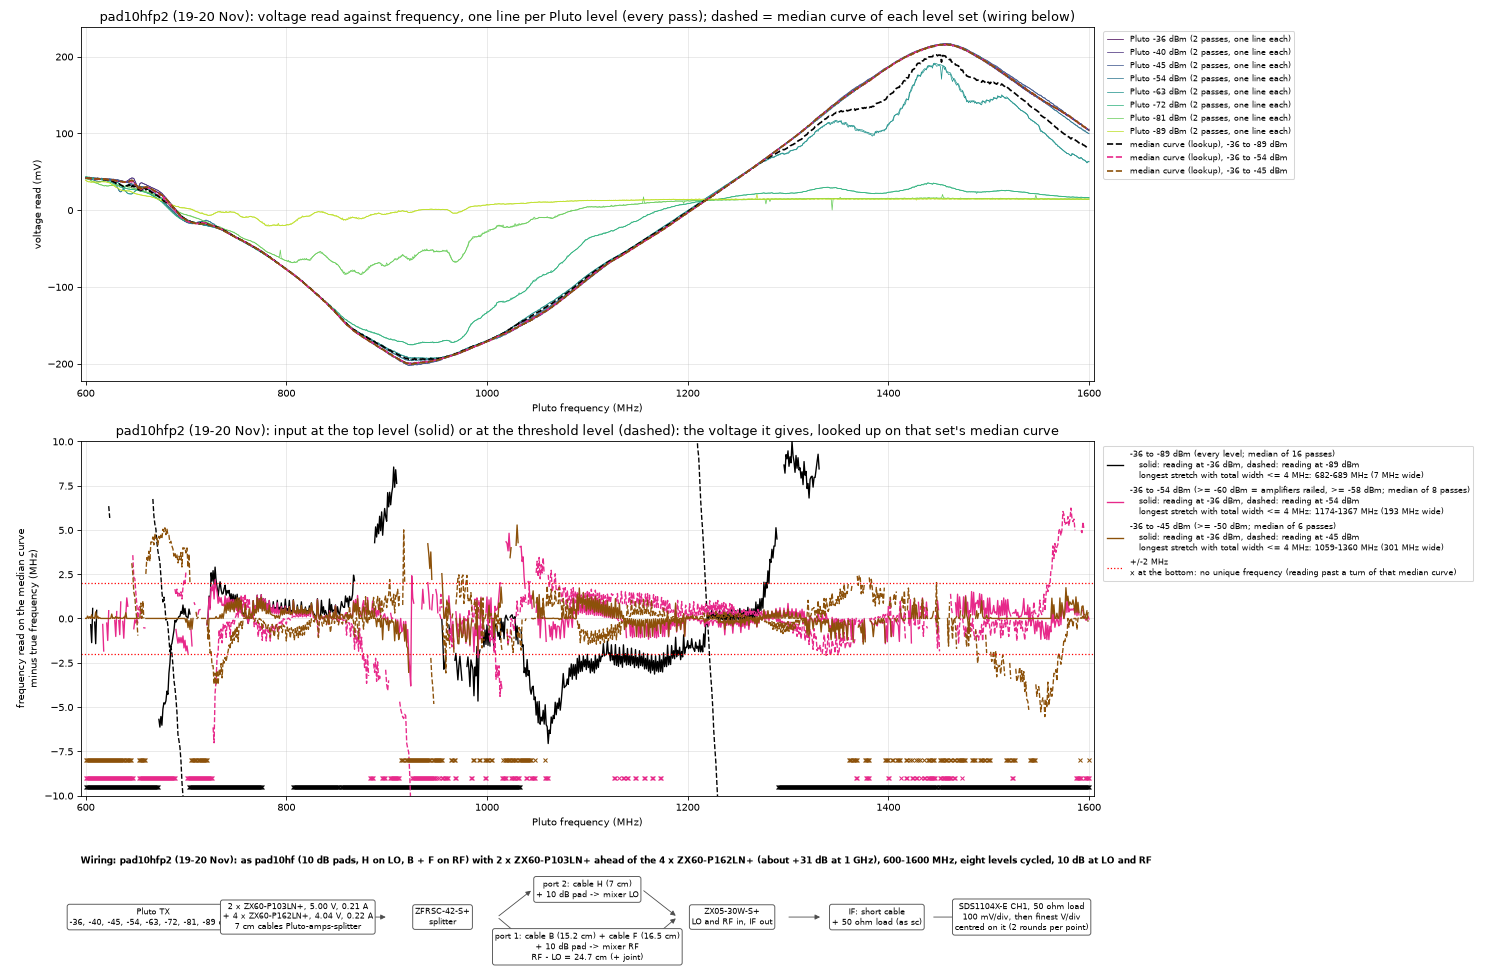 pad10hfp2 (19-20 Nov): voltage read against frequency, one line per Pluto level (every pass); dashed = median curve of each level set (wiring below)
voltage read (mV)
200
100
0
−100
−200
600
800
1000
1200
1400
1600
Pluto frequency (MHz)
Pluto -36 dBm (2 passes, one line each)
Pluto -40 dBm (2 passes, one line each)
Pluto -45 dBm (2 passes, one line each)
Pluto -54 dBm (2 passes, one line each)
Pluto -63 dBm (2 passes, one line each)
Pluto -72 dBm (2 passes, one line each)
Pluto -81 dBm (2 passes, one line each)
Pluto -89 dBm (2 passes, one line each)
median curve (lookup), -36 to -89 dBm
median curve (lookup), -36 to -54 dBm
median curve (lookup), -36 to -45 dBm
pad10hfp2 (19-20 Nov): input at the top level (solid) or at the threshold level (dashed): the voltage it gives, looked up on that set's median curve
frequency read on the median curve
minus true frequency (MHz)
10.0
7.5
5.0
2.5
0.0
−2.5
−5.0
−7.5
−10.0
600
800
1000
1200
1400
1600
Pluto frequency (MHz)
-36 to -89 dBm (every level; median of 16 passes)
solid: reading at -36 dBm, dashed: reading at -89 dBm
longest stretch with total width <= 4 MHz: 682-689 MHz (7 MHz wide)
-36 to -54 dBm (>= -60 dBm = amplifiers railed, >= -58 dBm; median of 8 passes)
solid: reading at -36 dBm, dashed: reading at -54 dBm
longest stretch with total width <= 4 MHz: 1174-1367 MHz (193 MHz wide)
-36 to -45 dBm (>= -50 dBm; median of 6 passes)
solid: reading at -36 dBm, dashed: reading at -45 dBm
longest stretch with total width <= 4 MHz: 1059-1360 MHz (301 MHz wide)
+/-2 MHz
x at the bottom: no unique frequency (reading past a turn of that median curve)
Wiring: pad10hfp2 (19-20 Nov): as pad10hf (10 dB pads, H on LO, B + F on RF) with 2 x ZX60-P103LN+ ahead of the 4 x ZX60-P162LN+ (about +31 dB at 1 GHz), 600-1600 MHz, eight levels cycled, 10 dB at LO and RF
Pluto TX
-36, -40, -45, -54, -63, -72, -81, -89
2 x ZX60-P103LN+, 5.00 V, 0.21 A
+ 4 x ZX60-P162LN+, 4.04 V, 0.22 A
7 cm cables Pluto-amps-splitter
ZFRSC-42-S+
splitter
port 2: cable H (7 cm)
+ 10 dB pad -> mixer LO
port 1: cable B (15.2 cm) + cable F (16.5 cm)
+ 10 dB pad -> mixer RF
RF - LO = 24.7 cm (+ joint)
ZX05-30W-S+
LO and RF in, IF out
IF: short cable
+ 50 ohm load (as sc)
SDS1104X-E CH1, 50 ohm load
100 mV/div, then finest V/div
centred on it (2 rounds per point)